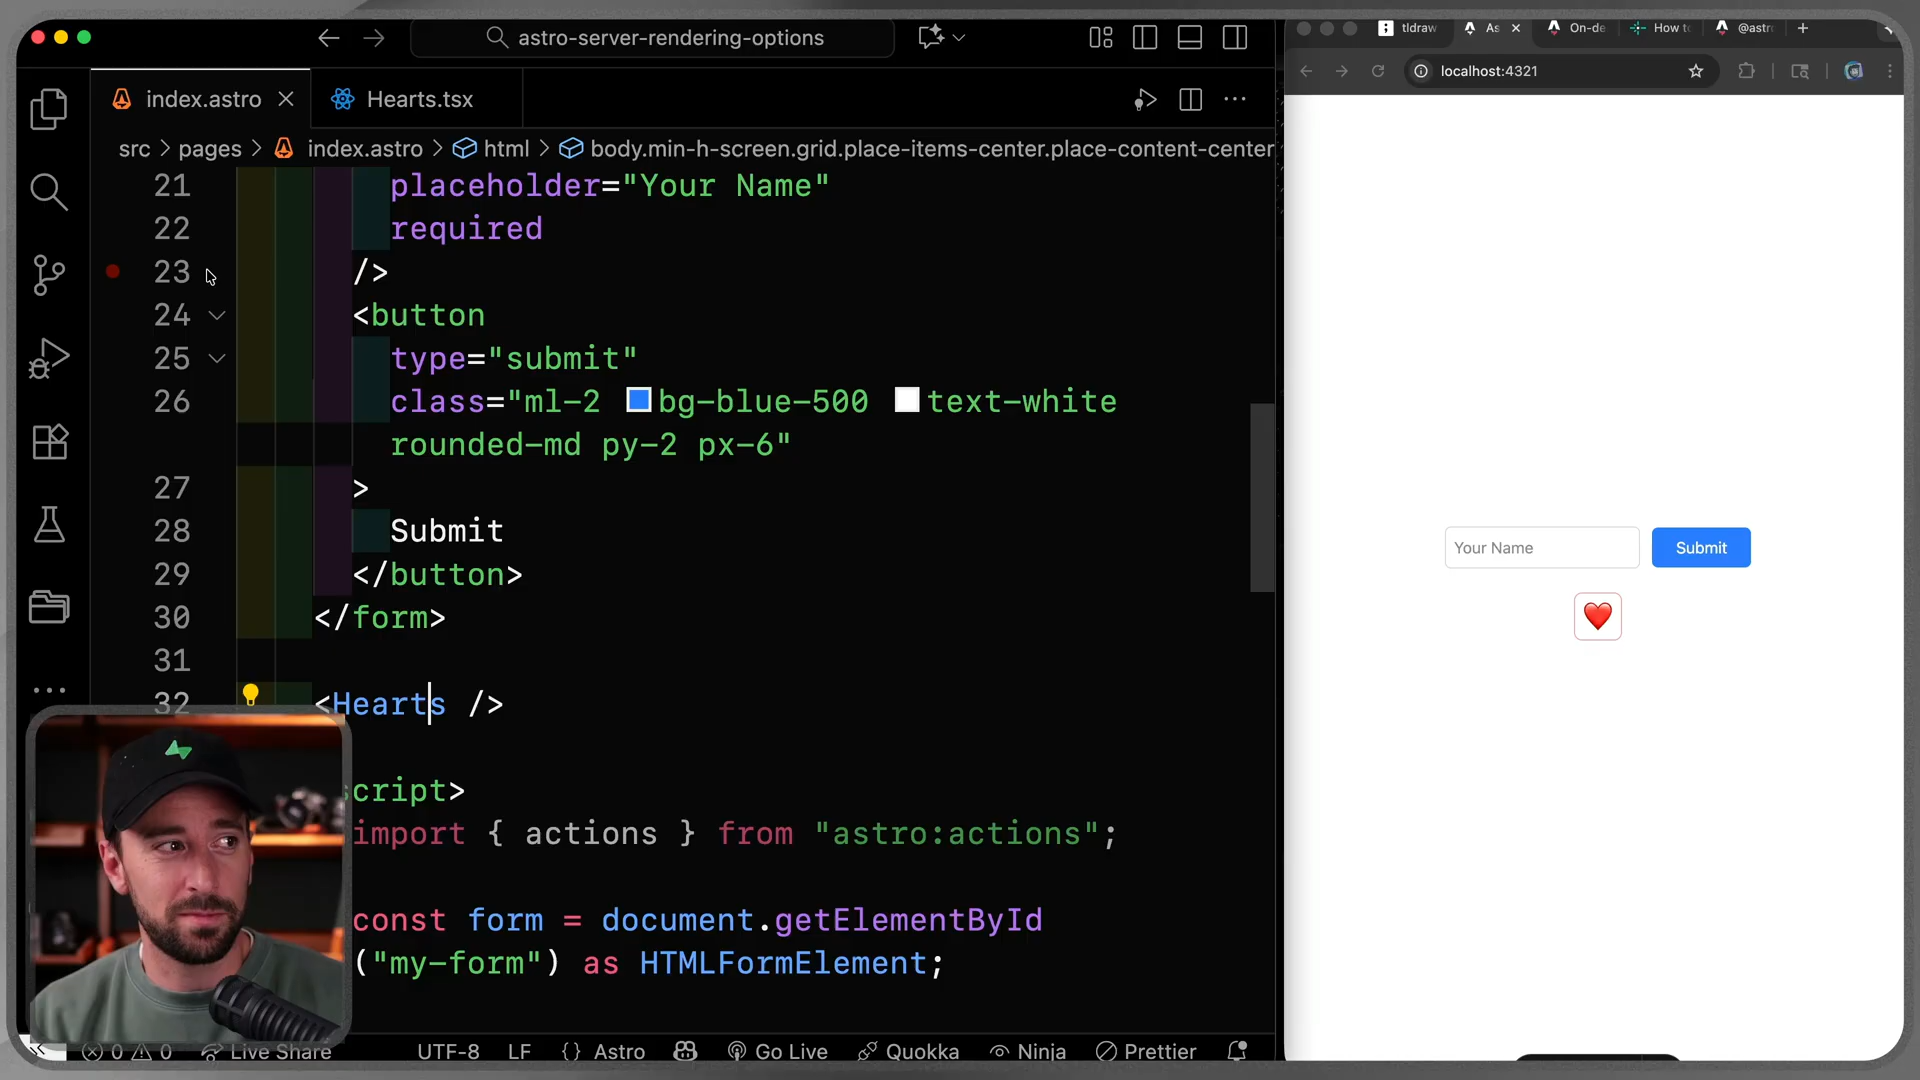 astro-server-rendering-options
index.astro
Hearts.tsx
src > pages > index.astro > html > body.min-h-screen.grid.place-items-center.place-content-center
21 placeholder="Your Name"
22 required
23 />
24 <button
25 type="submit"
26 class="ml-2 bg-blue-500 text-white
rounded-md py-2 px-6"
27 >
28 Submit
29 </button>
30 </form>
31
32 <Hearts />
script>
import { actions } from "astro:actions";
const form = document.getElementById
("my-form") as HTMLFormElement;
0 0 Live Share UTF-8 LF {} Astro Go Live Quokka Ninja Prettier
tldraw As On-de How to @astr
localhost:4321
Your Name
Submit